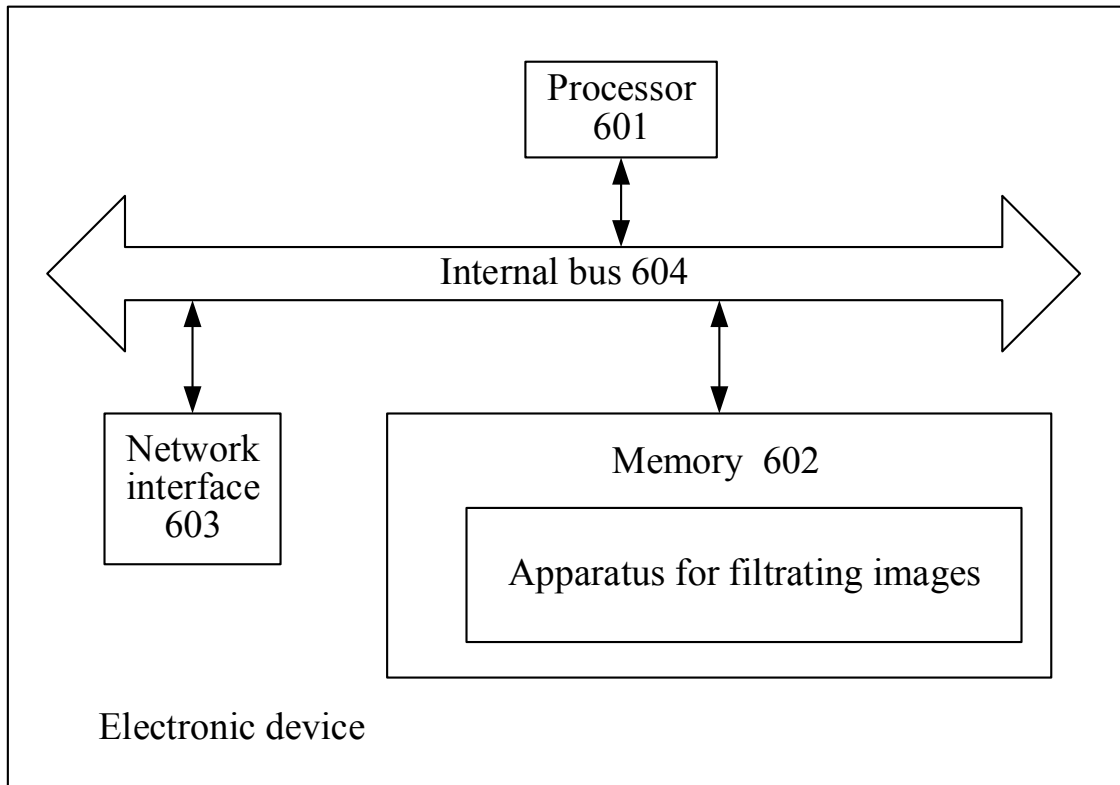 Processor
601
Internal bus 604
Network
interface
603
Memory 602
Apparatus for filtrating images
Electronic device